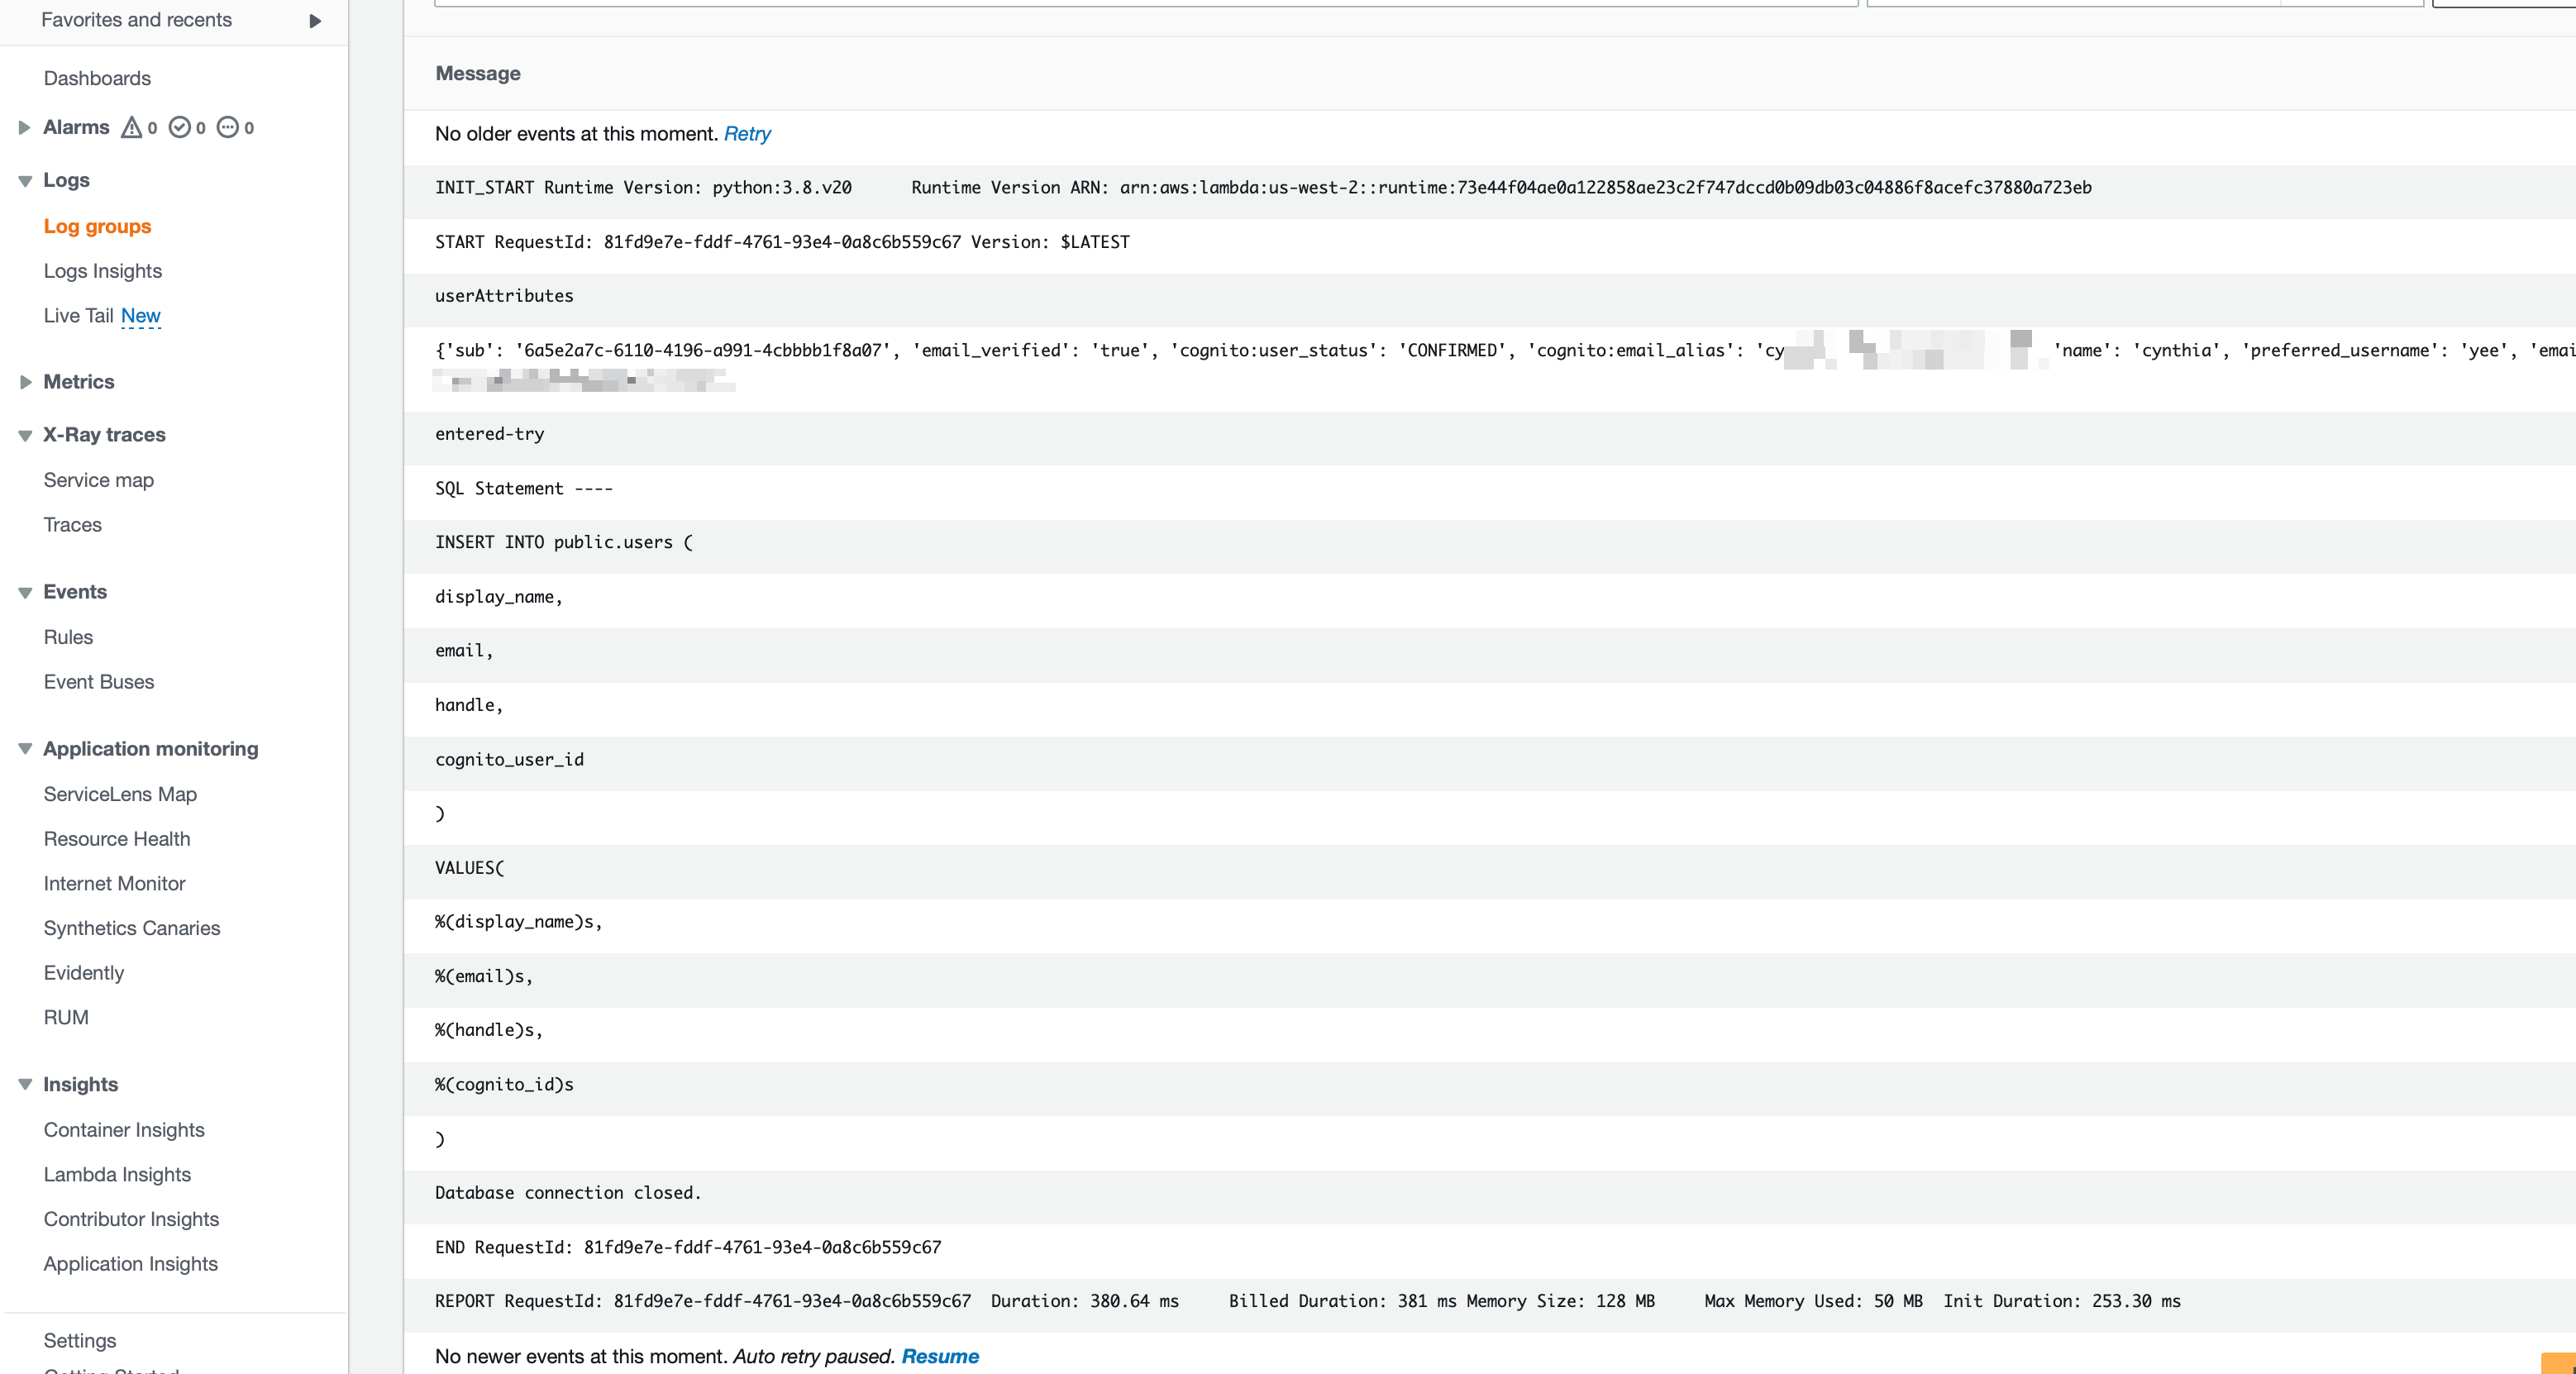 Favorites and recents
Dashboards
Alarms 0 0 0
Logs
Log groups
Logs Insights
Live Tail New
Metrics
X-Ray traces
Service map
Traces
Events
Rules
Event Buses
Application monitoring
ServiceLens Map
Resource Health
Internet Monitor
Synthetics Canaries
Evidently
RUM
Insights
Container Insights
Lambda Insights
Contributor Insights
Application Insights
Settings
Getting Started
Message
No older events at this moment. Retry
INIT_START Runtime Version: python:3.8.v20 Runtime Version ARN: arn:aws:lambda:us-west-2::runtime:73e44f04ae0a122858ae23c2f747dccd0b09db03c04886f8acefc37880a723eb
START RequestId: 81fd9e7e-fddf-4761-93e4-0a8c6b559c67 Version: $LATEST
userAttributes
{'sub': '6a5e2a7c-6110-4196-a991-4cbbbb1f8a07', 'email_verified': 'true', 'cognito:user_status': 'CONFIRMED', 'cognito:email_alias': 'cy 'name': 'cynthia', 'preferred_username': 'yee', 'emai
entered-try
SQL Statement ----
INSERT INTO public.users (
display_name,
email,
handle,
cognito_user_id
)
VALUES(
%(display_name)s,
%(email)s,
%(handle)s,
%(cognito_id)s
)
Database connection closed.
END RequestId: 81fd9e7e-fddf-4761-93e4-0a8c6b559c67
REPORT RequestId: 81fd9e7e-fddf-4761-93e4-0a8c6b559c67 Duration: 380.64 ms Billed Duration: 381 ms Memory Size: 128 MB Max Memory Used: 50 MB Init Duration: 253.30 ms
No newer events at this moment. Auto retry paused. Resume